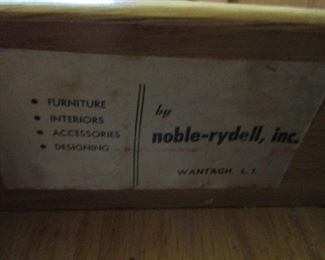 • FURNITURE
• INTERIORS
• ACCESSORIES
• DESIGNING
by
noble-rydell, inc.
WANTAGH, L. I.